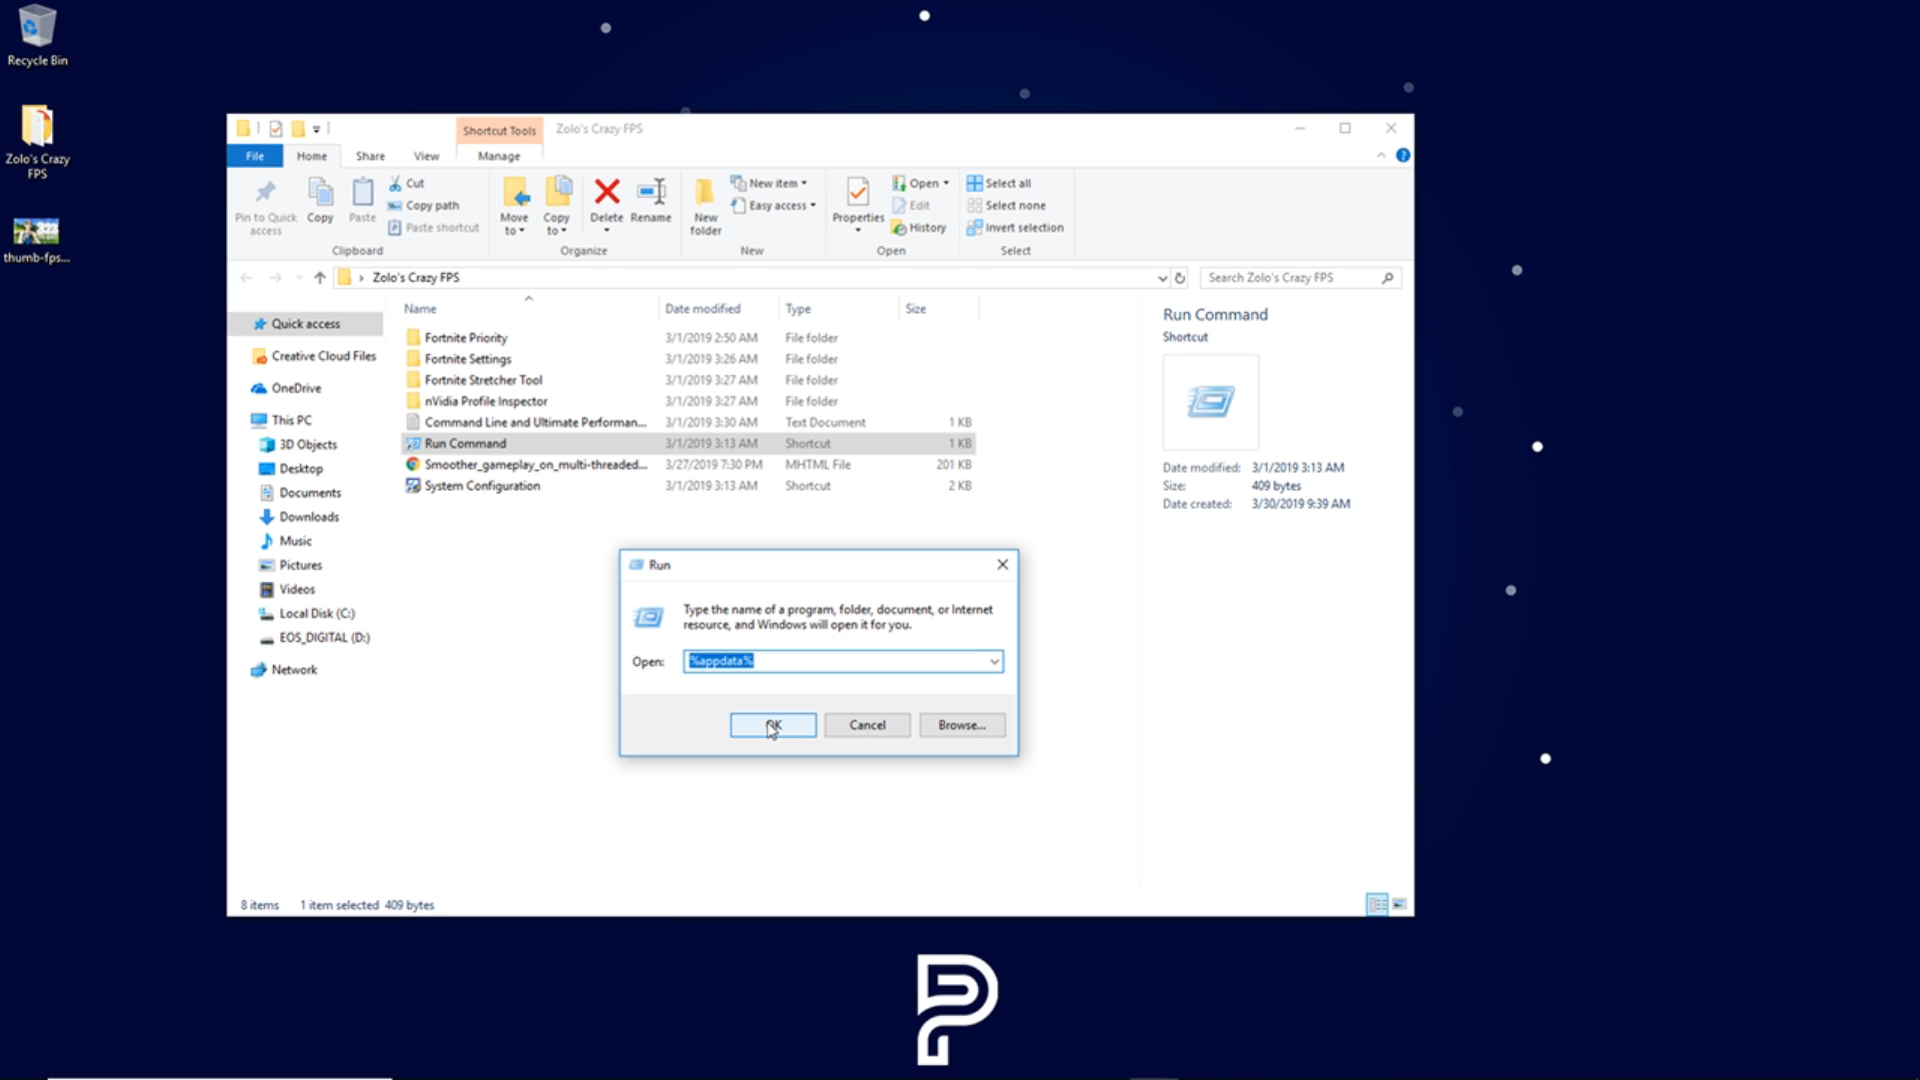 Recycle Bin
Zolo's Crazy
FPS
thumb-fps...
Shortcut Tools
Zolo's Crazy FPS
File
Home
Share
View
Manage
Pin to Quick
access
Copy
Paste
Cut
Copy path
Paste shortcut
Clipboard
Move
to
Copy
to
Delete
Rename
Organize
New
folder
New item
Easy access
New
Properties
Open
Edit
History
Open
Select all
Select none
Invert selection
Select
Zolo's Crazy FPS
Search Zolo's Crazy FPS
Quick access
Creative Cloud Files
OneDrive
This PC
3D Objects
Desktop
Documents
Downloads
Music
Pictures
Videos
Local Disk (C:)
EOS_DIGITAL (D:)
Network
Name Date modified Type Size
Fortnite Priority 3/1/2019 2:50 AM File folder
Fortnite Settings 3/1/2019 3:26 AM File folder
Fortnite Stretcher Tool 3/1/2019 3:27 AM File folder
nVidia Profile Inspector 3/1/2019 3:27 AM File folder
Command Line and Ultimate Performan... 3/1/2019 3:30 AM Text Document 1 KB
Run Command 3/1/2019 3:13 AM Shortcut 1 KB
Smoother_gameplay_on_multi-threaded... 3/27/2019 7:30 PM MHTML File 201 KB
System Configuration 3/1/2019 3:13 AM Shortcut 2 KB
Run Command
Shortcut
Date modified: 3/1/2019 3:13 AM
Size: 409 bytes
Date created: 3/30/2019 9:39 AM
Run
Type the name of a program, folder, document, or Internet
resource, and Windows will open it for you.
Open: %appdata%
OK
Cancel
Browse...
8 items 1 item selected 409 bytes